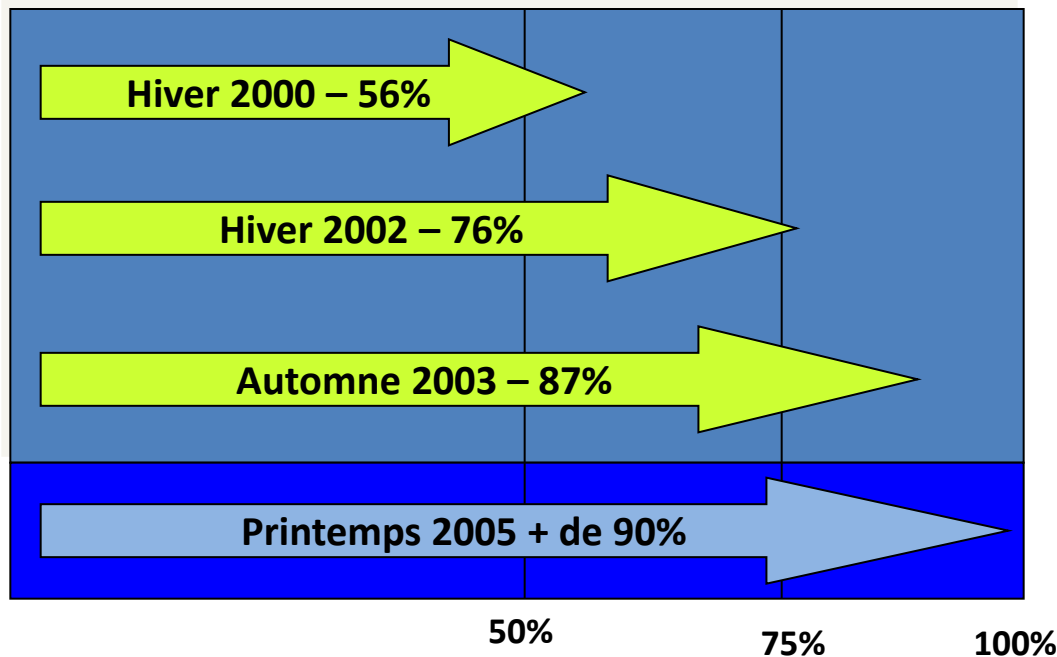 Hiver 2000 – 56%
Hiver 2002 – 76%
Automne 2003 – 87%
Printemps 2005 + de 90%
50%
75%
100%